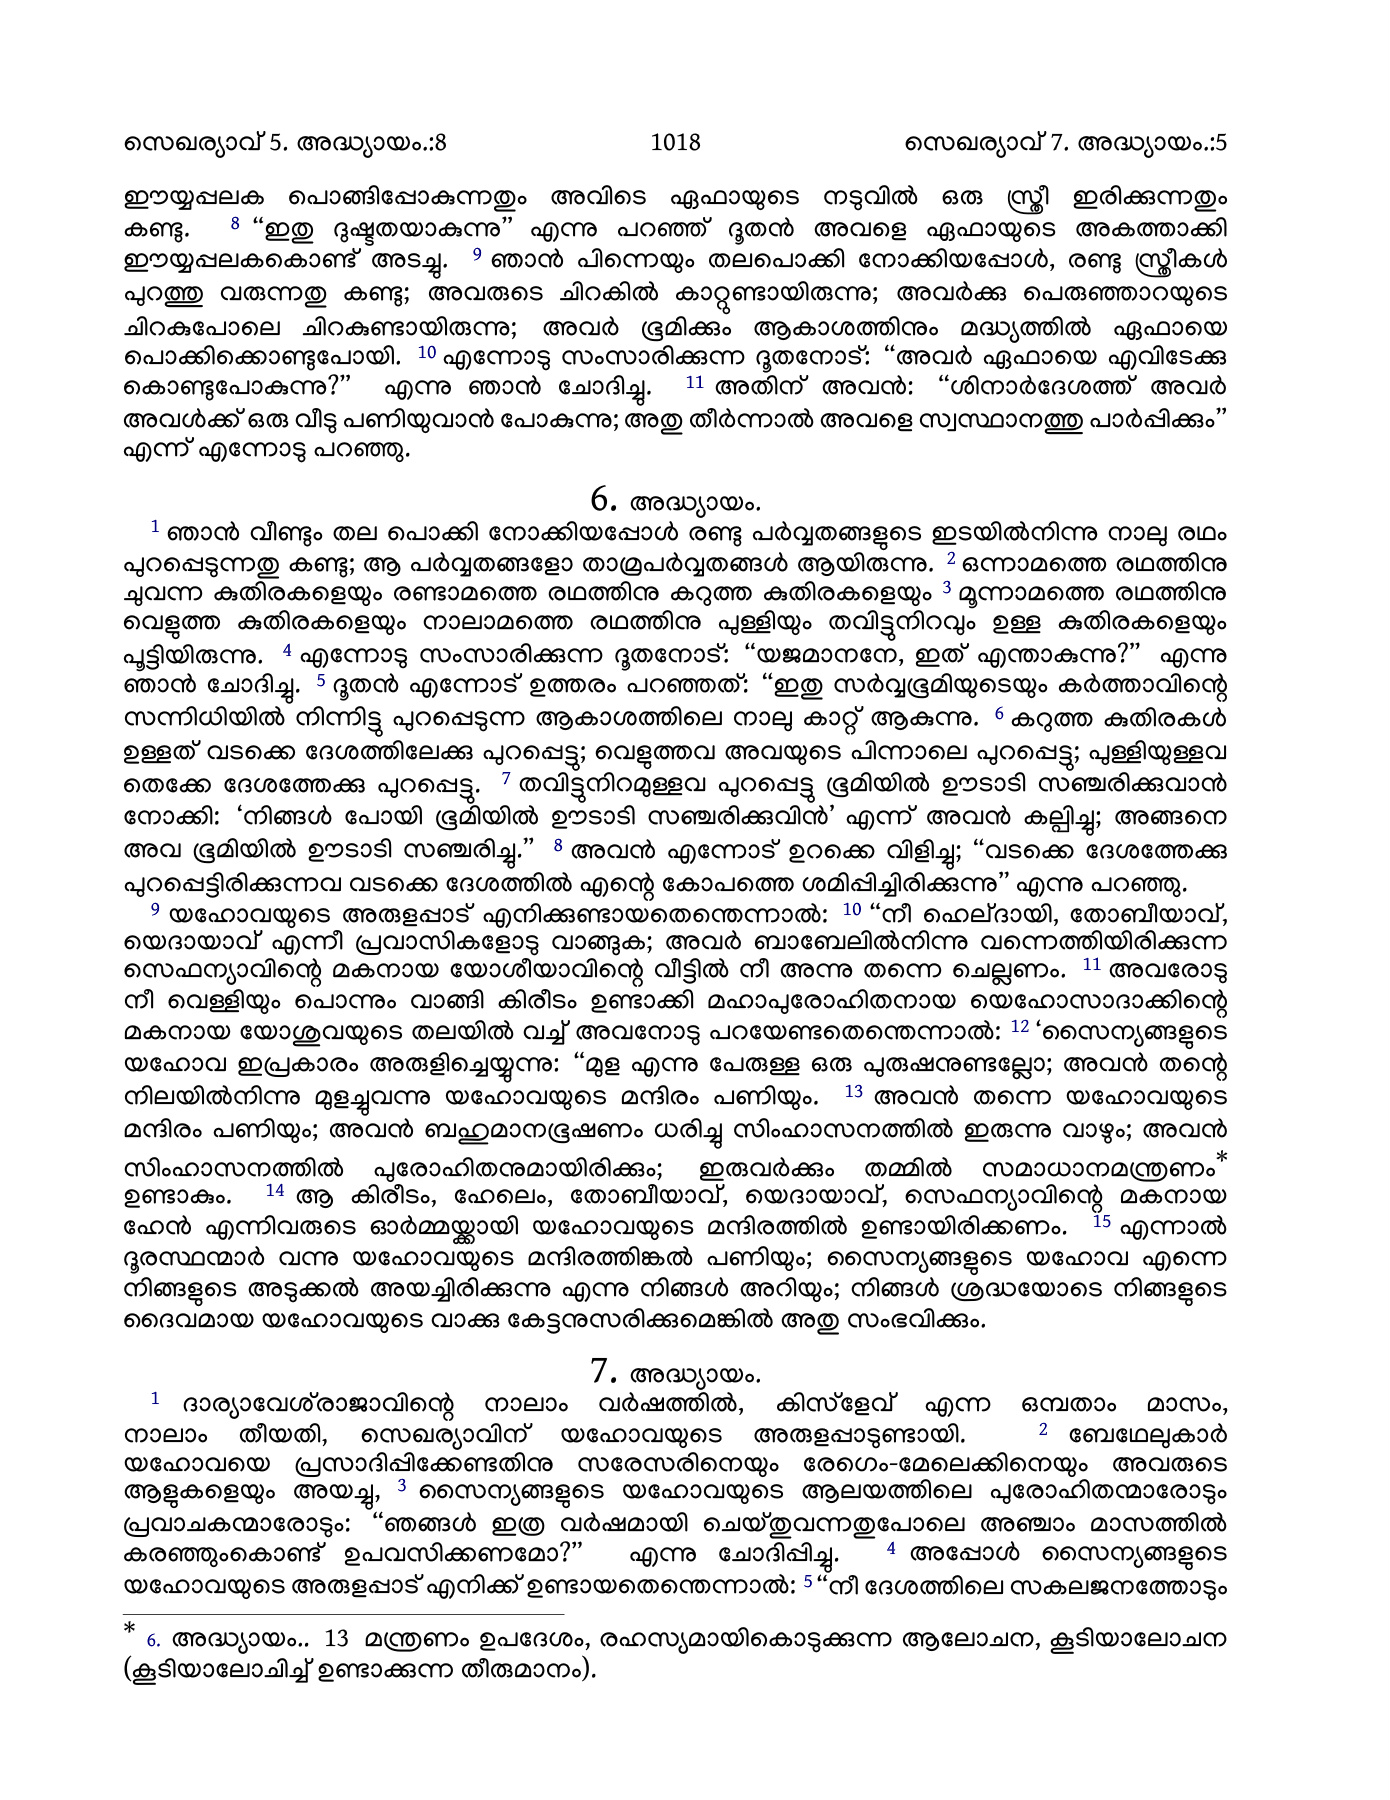 സെഖര്യാവ് 5. അദ്ധ്യായം.:8 1018 സെഖര്യാവ് 7. അദ്ധ്യായം.:5
ഈയ്യപ്പലക പൊങ്ങിപ്പോകുന്നതും അവിടെ ഏഫായുടെ നടുവിൽ ഒരു സ്ത്രീ ഇരിക്കുന്നതും
കണ്ടു. 8 “ഇതു ദുഷ്ടതയാകുന്നു” എന്നു പറഞ്ഞ് ദൂതൻ അവളെ ഏഫായുടെ അകത്താക്കി
ഈയ്യപ്പലകകൊണ്ട് അടച്ചു. 9 ഞാൻ പിന്നെയും തലപൊക്കി നോക്കിയപ്പോൾ, രണ്ടു സ്ത്രീകൾ
പുറത്തു വരുന്നതു കണ്ടു; അവരുടെ ചിറകിൽ കാറ്റുണ്ടായിരുന്നു; അവർക്കു പെരുഞ്ഞാറയുടെ
ചിറകുപോലെ ചിറകുണ്ടായിരുന്നു; അവർ ഭൂമിക്കും ആകാശത്തിനും മദ്ധ്യത്തിൽ ഏഫായെ
പൊക്കിക്കൊണ്ടുപോയി. 10 എന്നോടു സംസാരിക്കുന്ന ദൂതനോട്: “അവർ ഏഫായെ എവിടേക്കു
കൊണ്ടുപോകുന്നു?” എന്നു ഞാൻ ചോദിച്ചു. 11 അതിന് അവൻ: “ശിനാർദേശത്ത് അവർ
അവൾക്ക് ഒരു വീടു പണിയുവാൻ പോകുന്നു; അതു തീർന്നാൽ അവളെ സ്വസ്ഥാനത്തു പാർപ്പിക്കും”
എന്ന് എന്നോടു പറഞ്ഞു.
6. അദ്ധ്യായം.
1 ഞാൻ വീണ്ടും തല പൊക്കി നോക്കിയപ്പോൾ രണ്ടു പർവ്വതങ്ങളുടെ ഇടയിൽനിന്നു നാലു രഥം
പുറപ്പെടുന്നതു കണ്ടു; ആ പർവ്വതങ്ങളോ താമ്രപർവ്വതങ്ങൾ ആയിരുന്നു. 2 ഒന്നാമത്തെ രഥത്തിനു
ചുവന്ന കുതിരകളെയും രണ്ടാമത്തെ രഥത്തിനു കറുത്ത കുതിരകളെയും 3 മൂന്നാമത്തെ രഥത്തിനു
വെളുത്ത കുതിരകളെയും നാലാമത്തെ രഥത്തിനു പുള്ളിയും തവിട്ടുനിറവും ഉള്ള കുതിരകളെയും
പൂട്ടിയിരുന്നു. 4 എന്നോടു സംസാരിക്കുന്ന ദൂതനോട്: “യജമാനനേ, ഇത് എന്താകുന്നു?” എന്നു
ഞാൻ ചോദിച്ചു. 5 ദൂതൻ എന്നോട് ഉത്തരം പറഞ്ഞത്: “ഇതു സർവ്വഭൂമിയുടെയും കർത്താവിന്റെ
സന്നിധിയിൽ നിന്നിട്ടു പുറപ്പെടുന്ന ആകാശത്തിലെ നാലു കാറ്റ് ആകുന്നു. 6 കറുത്ത കുതിരകൾ
ഉള്ളത് വടക്കെ ദേശത്തിലേക്കു പുറപ്പെട്ടു; വെളുത്തവ അവയുടെ പിന്നാലെ പുറപ്പെട്ടു; പുള്ളിയുള്ളവ
തെക്കേ ദേശത്തേക്കു പുറപ്പെട്ടു. 7 തവിട്ടുനിറമുള്ളവ പുറപ്പെട്ടു ഭൂമിയിൽ ഊടാടി സഞ്ചരിക്കുവാൻ
നോക്കി: ‘നിങ്ങൾ പോയി ഭൂമിയിൽ ഊടാടി സഞ്ചരിക്കുവിൻ’ എന്ന് അവൻ കല്പിച്ചു; അങ്ങനെ
അവ ഭൂമിയിൽ ഊടാടി സഞ്ചരിച്ചു.” 8 അവൻ എന്നോട് ഉറക്കെ വിളിച്ചു; “വടക്കെ ദേശത്തേക്കു
പുറപ്പെട്ടിരിക്കുന്നവ വടക്കെ ദേശത്തിൽ എന്റെ കോപത്തെ ശമിപ്പിച്ചിരിക്കുന്നു” എന്നു പറഞ്ഞു.
9 യഹോവയുടെ അരുളപ്പാട് എനിക്കുണ്ടായതെന്തെന്നാൽ: 10 “നീ ഹെല്ദായി, തോബീയാവ്,
യെദായാവ് എന്നീ പ്രവാസികളോടു വാങ്ങുക; അവർ ബാബേലിൽനിന്നു വന്നെത്തിയിരിക്കുന്ന
സെഫന്യാവിന്റെ മകനായ യോശീയാവിന്റെ വീട്ടിൽ നീ അന്നു തന്നെ ചെല്ലണം. 11 അവരോടു
നീ വെള്ളിയും പൊന്നും വാങ്ങി കിരീടം ഉണ്ടാക്കി മഹാപുരോഹിതനായ യെഹോസാദാക്കിന്റെ
മകനായ യോശുവയുടെ തലയിൽ വച്ച് അവനോടു പറയേണ്ടതെന്തെന്നാൽ: 12 ‘സൈന്യങ്ങളുടെ
യഹോവ ഇപ്രകാരം അരുളിച്ചെയ്യുന്നു: “മുള എന്നു പേരുള്ള ഒരു പുരുഷനുണ്ടല്ലോ; അവൻ തന്റെ
നിലയിൽനിന്നു മുളച്ചുവന്നു യഹോവയുടെ മന്ദിരം പണിയും. 13 അവൻ തന്നെ യഹോവയുടെ
മന്ദിരം പണിയും; അവൻ ബഹുമാനഭൂഷണം ധരിച്ചു സിംഹാസനത്തിൽ ഇരുന്നു വാഴും; അവൻ
സിംഹാസനത്തിൽ പുരോഹിതനുമായിരിക്കും; ഇരുവർക്കും തമ്മിൽ സമാധാനമന്ത്രണം*
ഉണ്ടാകും. 14 ആ കിരീടം, ഹേലെം, തോബീയാവ്, യെദായാവ്, സെഫന്യാവിന്റെ മകനായ
ഹേൻ എന്നിവരുടെ ഓർമ്മയ്ക്കായി യഹോവയുടെ മന്ദിരത്തിൽ ഉണ്ടായിരിക്കണം. 15 എന്നാൽ
ദൂരസ്ഥന്മാർ വന്നു യഹോവയുടെ മന്ദിരത്തിങ്കൽ പണിയും; സൈന്യങ്ങളുടെ യഹോവ എന്നെ
നിങ്ങളുടെ അടുക്കൽ അയച്ചിരിക്കുന്നു എന്നു നിങ്ങൾ അറിയും; നിങ്ങൾ ശ്രദ്ധയോടെ നിങ്ങളുടെ
ദൈവമായ യഹോവയുടെ വാക്കു കേട്ടനുസരിക്കുമെങ്കിൽ അതു സംഭവിക്കും.
7. അദ്ധ്യായം.
1 ദാര്യാവേശ്‌രാജാവിന്റെ നാലാം വർഷത്തിൽ, കിസ്ളേവ് എന്ന ഒമ്പതാം മാസം,
നാലാം തീയതി, സെഖര്യാവിന് യഹോവയുടെ അരുളപ്പാടുണ്ടായി. 2 ബേഥേലുകാർ
യഹോവയെ പ്രസാദിപ്പിക്കേണ്ടതിനു സരേസരിനെയും രേഗെം-മേലെക്കിനെയും അവരുടെ
ആളുകളെയും അയച്ചു, 3 സൈന്യങ്ങളുടെ യഹോവയുടെ ആലയത്തിലെ പുരോഹിതന്മാരോടും
പ്രവാചകന്മാരോടും: “ഞങ്ങൾ ഇത്ര വർഷമായി ചെയ്തുവന്നതുപോലെ അഞ്ചാം മാസത്തിൽ
കരഞ്ഞുംകൊണ്ട് ഉപവസിക്കണമോ?” എന്നു ചോദിപ്പിച്ചു. 4 അപ്പോൾ സൈന്യങ്ങളുടെ
യഹോവയുടെ അരുളപ്പാട് എനിക്ക് ഉണ്ടായതെന്തെന്നാൽ: 5 “നീ ദേശത്തിലെ സകലജനത്തോടും
* 6. അദ്ധ്യായം.. 13 മന്ത്രണം ഉപദേശം, രഹസ്യമായികൊടുക്കുന്ന ആലോചന, കൂടിയാലോചന
(കൂടിയാലോചിച്ച് ഉണ്ടാക്കുന്ന തീരുമാനം).